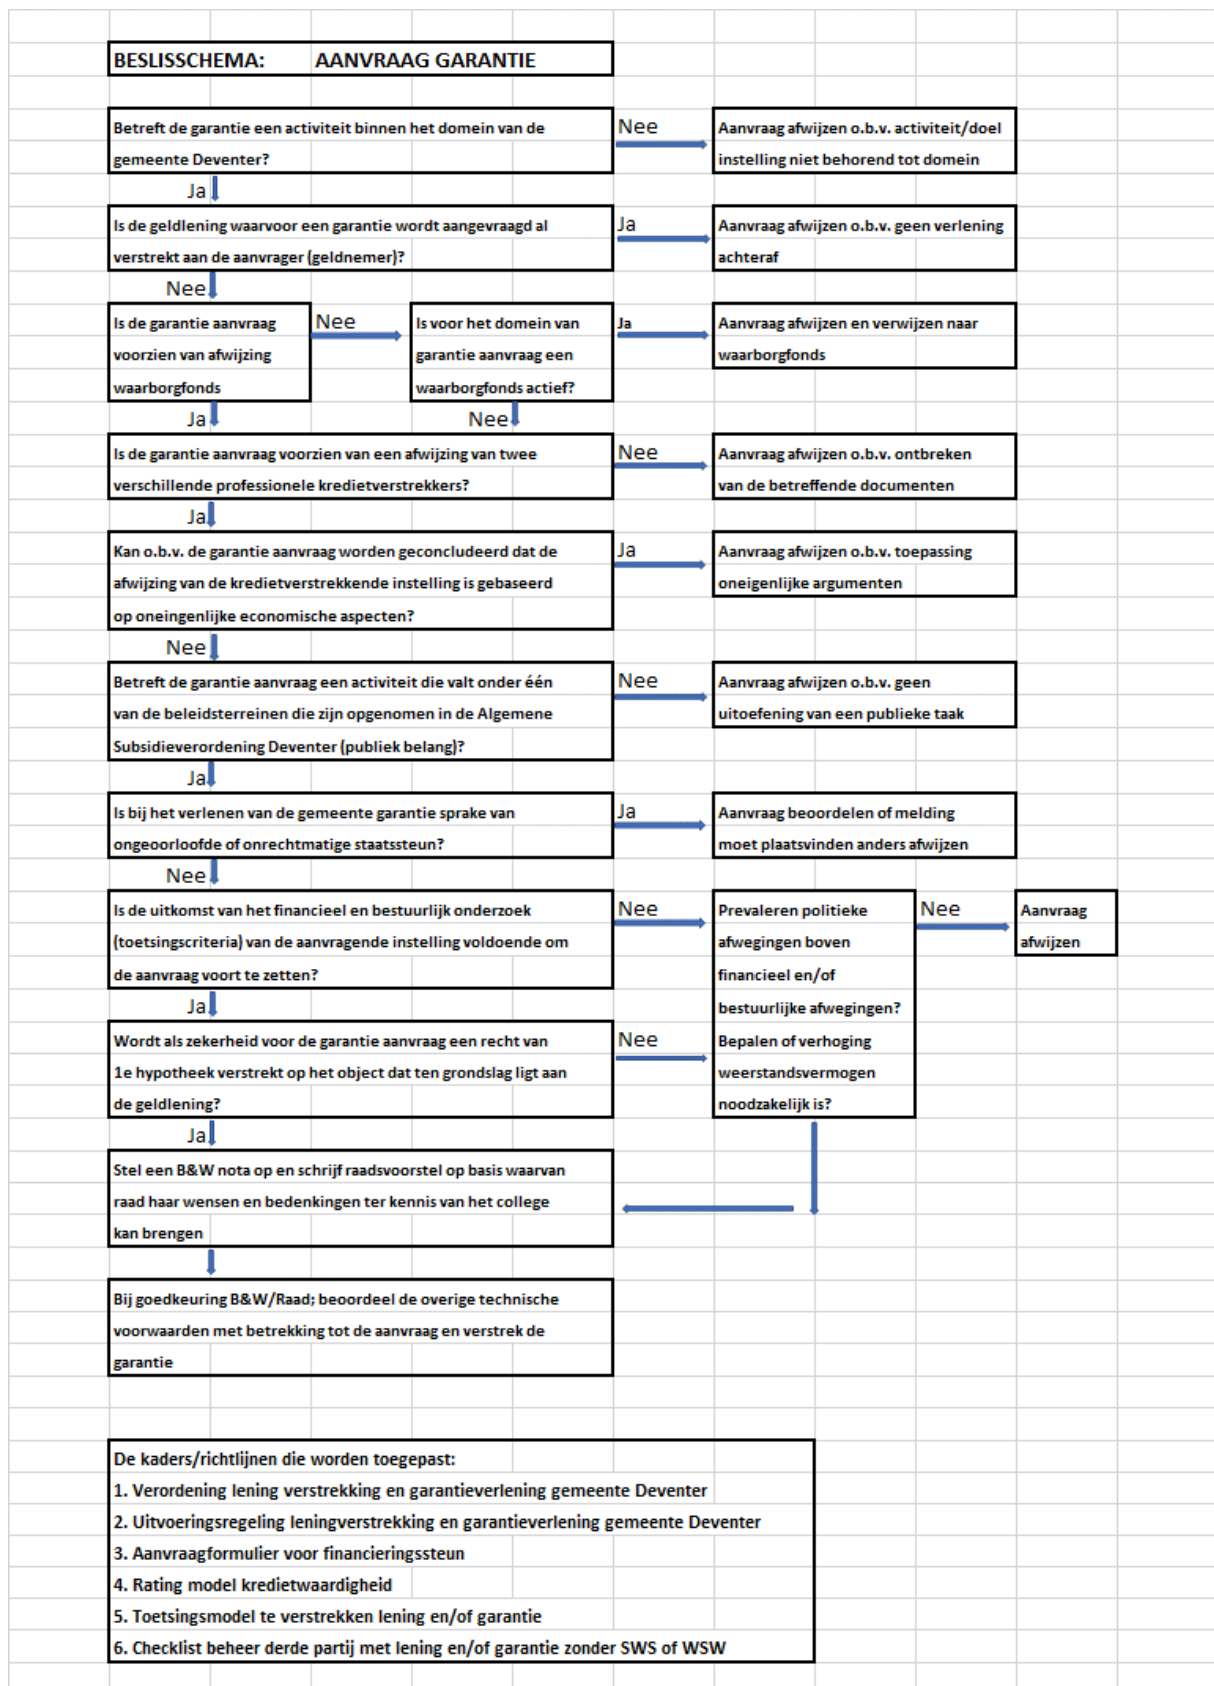 BESLISSCHEMA: AANVRAAG GARANTIE
Betreft de garantie een activiteit binnen het domein van de
gemeente Deventer?
Nee
Aanvraag afwijzen o.b.v. activiteit/doel
instelling niet behorend tot domein
Ja
Is de geldlening waarvoor een garantie wordt aangevraagd al
verstrekt aan de aanvrager (geldnemer)?
Ja
Aanvraag afwijzen o.b.v. geen verlening
achteraf
Nee
Is de garantie aanvraag
voorzien van afwijzing
waarborgfonds
Nee
Is voor het domein van
garantie aanvraag een
waarborgfonds actief?
Ja
Aanvraag afwijzen en verwijzen naar
waarborgfonds
Ja
Nee
Is de garantie aanvraag voorzien van een afwijzing van twee
verschillende professionele kredietverstrekkers?
Nee
Aanvraag afwijzen o.b.v. ontbreken
van de betreffende documenten
Ja
Kan o.b.v. de garantie aanvraag worden geconcludeerd dat de
afwijzing van de kredietverstrekkende instelling is gebaseerd
op oneingenlijke economische aspecten?
Ja
Aanvraag afwijzen o.b.v. toepassing
oneigenlijke argumenten
Nee
Betreft de garantie aanvraag een activiteit die valt onder één
van de beleidsterreinen die zijn opgenomen in de Algemene
Subsidieverordening Deventer (publiek belang)?
Nee
Aanvraag afwijzen o.b.v. geen
uitoefening van een publieke taak
Ja
Is bij het verlenen van de gemeente garantie sprake van
ongeoorloofde of onrechtmatige staatssteun?
Ja
Aanvraag beoordelen of melding
moet plaatsvinden anders afwijzen
Nee
Is de uitkomst van het financieel en bestuurlijk onderzoek
(toetsingscriteria) van de aanvragende instelling voldoende om
de aanvraag voort te zetten?
Nee
Prevaleren politieke
afwegingen boven
financieel en/of
bestuurlijke afwegingen?
Bepalen of verhoging
weerstandsvermogen
noodzakelijk is?
Nee
Aanvraag
afwijzen
Ja
Wordt als zekerheid voor de garantie aanvraag een recht van
1e hypotheek verstrekt op het object dat ten grondslag ligt aan
de geldlening?
Nee
Ja
Stel een B&W nota op en schrijf raadsvoorstel op basis waarvan
raad haar wensen en bedenkingen ter kennis van het college
kan brengen
Bij goedkeuring B&W/Raad; beoordeel de overige technische
voorwaarden met betrekking tot de aanvraag en verstrek de
garantie
De kaders/richtlijnen die worden toegepast:
1. Verordening lening verstrekking en garantieverlening gemeente Deventer
2. Uitvoeringsregeling leningverstrekking en garantieverlening gemeente Deventer
3. Aanvraagformulier voor financieringssteun
4. Rating model kredietwaardigheid
5. Toetsingsmodel te verstrekken lening en/of garantie
6. Checklist beheer derde partij met lening en/of garantie zonder SWS of WSW